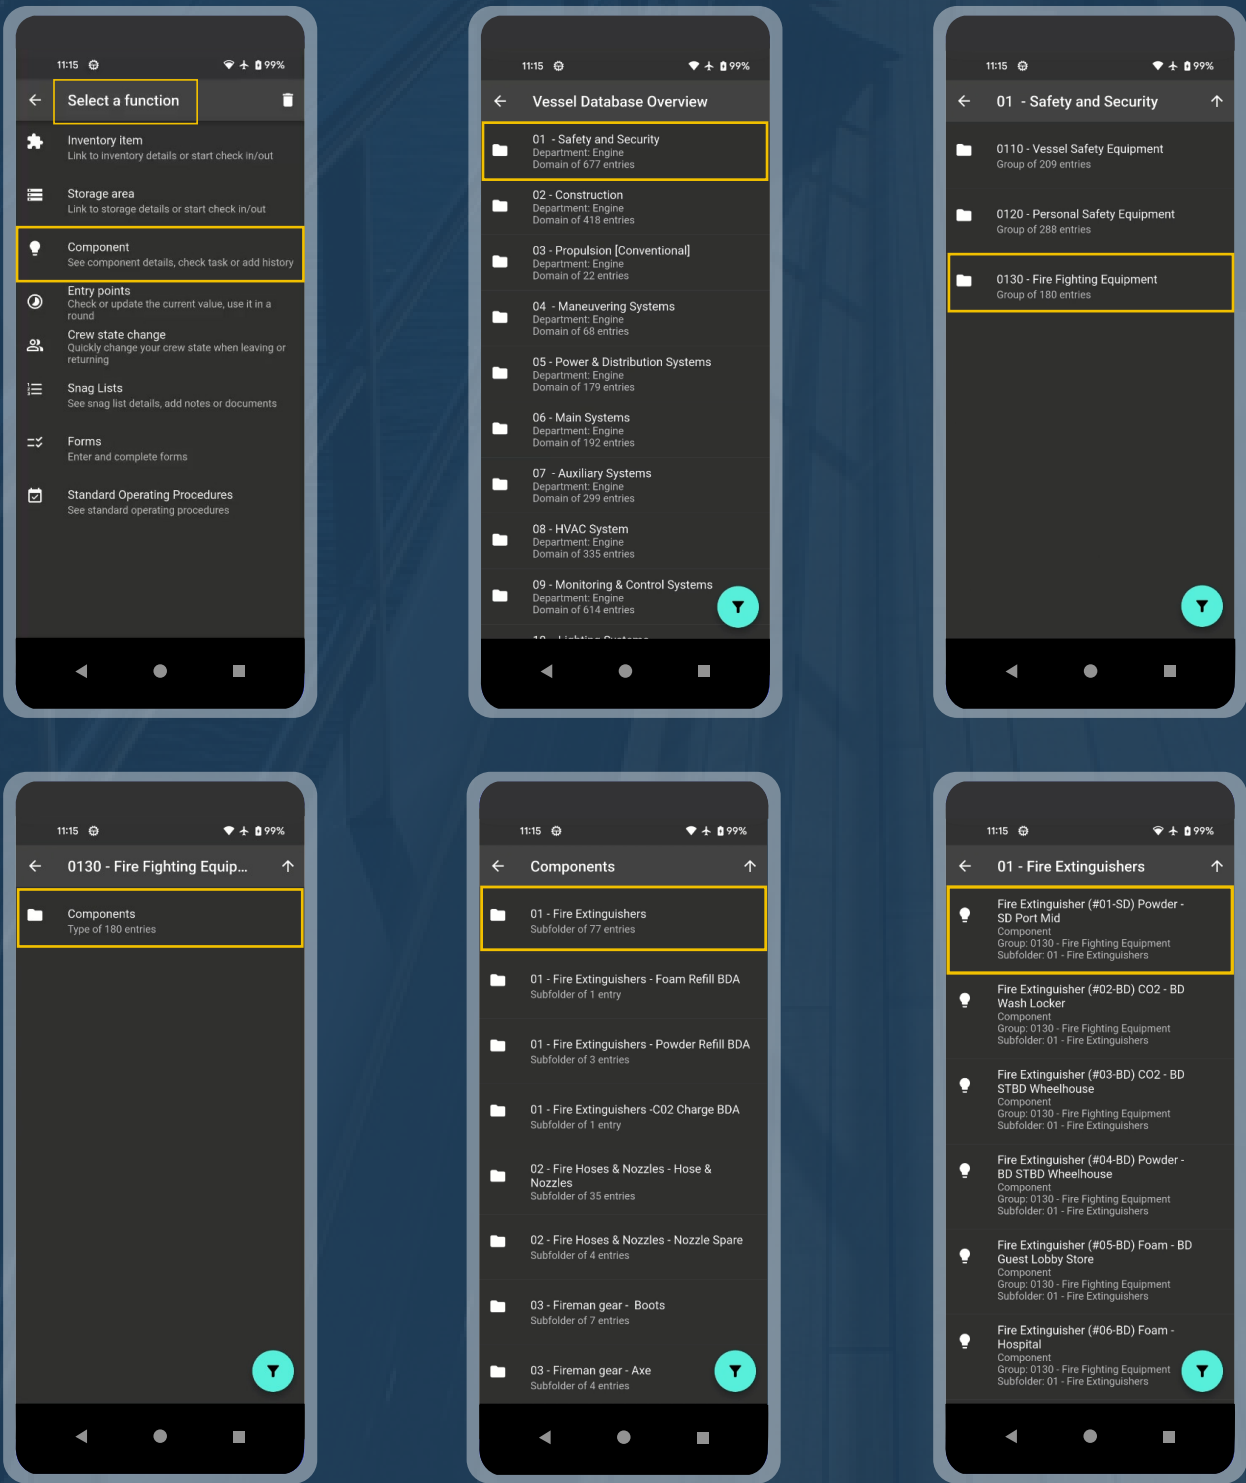 11:15 99%
Select a function
Inventory item
Link to inventory details or start check in/out
Storage area
Link to storage details or start check in/out
Component
See component details, check task or add history
Entry points
Check or update the current value, use it in a
round
Crew state change
Quickly change your crew state when leaving or
returning
Snag Lists
See snag list details, add notes or documents
Forms
Enter and complete forms
Standard Operating Procedures
See standard operating procedures
11:15 99%
Vessel Database Overview
01 - Safety and Security
Department: Engine
Domain of 677 entries
02 - Construction
Department: Engine
Domain of 418 entries
03 - Propulsion [Conventional]
Department: Engine
Domain of 22 entries
04 - Maneuvering Systems
Department: Engine
Domain of 68 entries
05 - Power & Distribution Systems
Department: Engine
Domain of 179 entries
06 - Main Systems
Department: Engine
Domain of 192 entries
07 - Auxiliary Systems
Department: Engine
Domain of 299 entries
08 - HVAC System
Department: Engine
Domain of 335 entries
09 - Monitoring & Control Systems
Department: Engine
Domain of 614 entries
10 - Lighting Systems
11:15 99%
01 - Safety and Security
0110 - Vessel Safety Equipment
Group of 209 entries
0120 - Personal Safety Equipment
Group of 288 entries
0130 - Fire Fighting Equipment
Group of 180 entries
11:15 99%
0130 - Fire Fighting Equip...
Components
Type of 180 entries
11:15 99%
Components
01 - Fire Extinguishers
Subfolder of 77 entries
01 - Fire Extinguishers - Foam Refill BDA
Subfolder of 1 entry
01 - Fire Extinguishers - Powder Refill BDA
Subfolder of 3 entries
01 - Fire Extinguishers -C02 Charge BDA
Subfolder of 1 entry
02 - Fire Hoses & Nozzles - Hose &
Nozzles
Subfolder of 35 entries
02 - Fire Hoses & Nozzles - Nozzle Spare
Subfolder of 4 entries
03 - Fireman gear - Boots
Subfolder of 7 entries
03 - Fireman gear - Axe
Subfolder of 4 entries
11:15 99%
01 - Fire Extinguishers
Fire Extinguisher (#01-SD) Powder -
SD Port Mid
Component
Group: 0130 - Fire Fighting Equipment
Subfolder: 01 - Fire Extinguishers
Fire Extinguisher (#02-BD) CO2 - BD
Wash Locker
Component
Group: 0130 - Fire Fighting Equipment
Subfolder: 01 - Fire Extinguishers
Fire Extinguisher (#03-BD) CO2 - BD
STBD Wheelhouse
Component
Group: 0130 - Fire Fighting Equipment
Subfolder: 01 - Fire Extinguishers
Fire Extinguisher (#04-BD) Powder -
BD STBD Wheelhouse
Component
Group: 0130 - Fire Fighting Equipment
Subfolder: 01 - Fire Extinguishers
Fire Extinguisher (#05-BD) Foam - BD
Guest Lobby Store
Component
Group: 0130 - Fire Fighting Equipment
Subfolder: 01 - Fire Extinguishers
Fire Extinguisher (#06-BD) Foam -
Hospital
Component
Group: 0130 - Fire Fighting Equipment
Subfolder: 01 - Fire Extinguishers